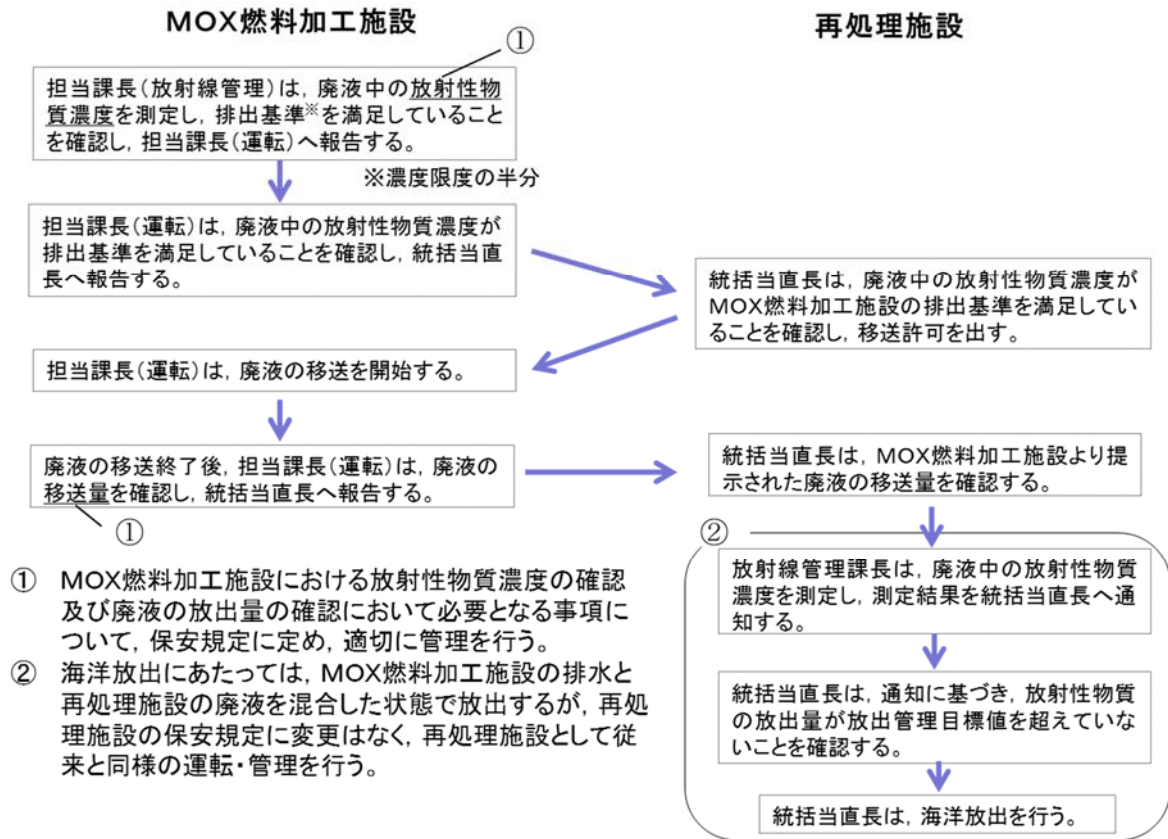 MOX燃料加工施設
再処理施設
①
担当課長(放射線管理)は,廃液中の放射性物
質濃度を測定し,排出基準※を満足していること
を確認し,担当課長(運転)へ報告する。
※濃度限度の半分
担当課長(運転)は,廃液中の放射性物質濃度が
排出基準を満足していることを確認し,統括当直
長へ報告する。
統括当直長は,廃液中の放射性物質濃度が
MOX燃料加工施設の排出基準を満足してい
ることを確認し,移送許可を出す。
担当課長(運転)は,廃液の移送を開始する。
廃液の移送終了後,担当課長(運転)は,廃液の
移送量を確認し,統括当直長へ報告する。
①
統括当直長は,MOX燃料加工施設より提
示された廃液の移送量を確認する。
②
放射線管理課長は,廃液中の放射性物質
濃度を測定し,測定結果を統括当直長へ通
知する。
統括当直長は,通知に基づき,放射性物質
の放出量が放出管理目標値を超えていな
いことを確認する。
統括当直長は,海洋放出を行う。
① MOX燃料加工施設における放射性物質濃度の確認
及び廃液の放出量の確認において必要となる事項に
ついて,保安規定に定め,適切に管理を行う。
② 海洋放出にあたっては,MOX燃料加工施設の排水と
再処理施設の廃液を混合した状態で放出するが,再処
理施設の保安規定に変更はなく,再処理施設として従
来と同様の運転・管理を行う。